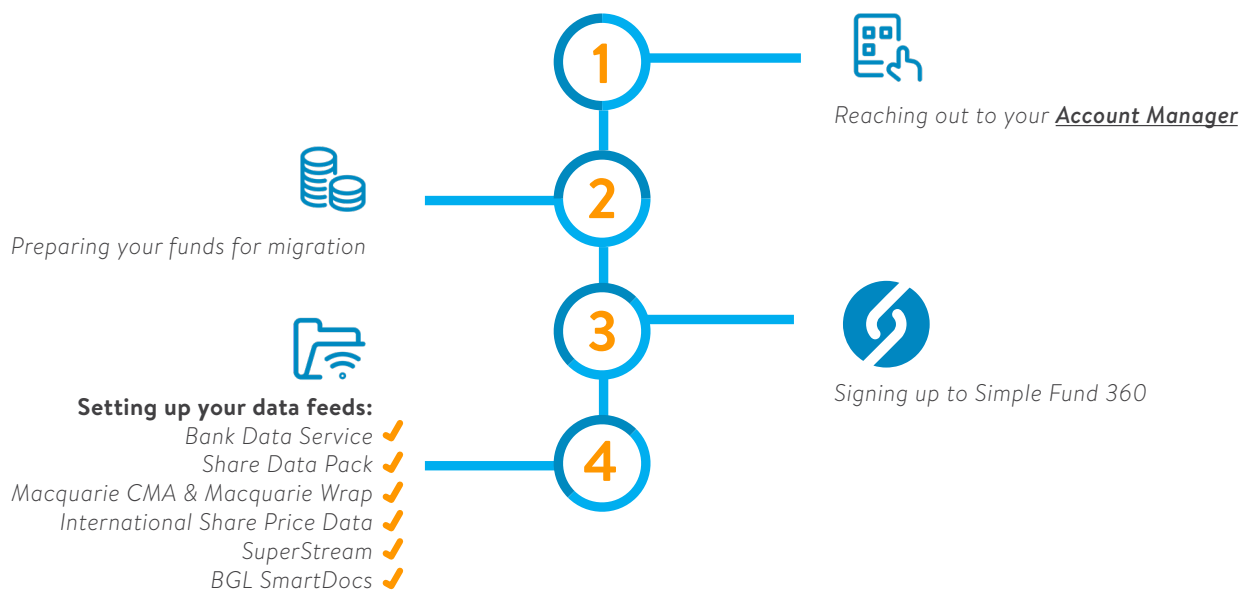 1
Reaching out to your Account Manager
2
Preparing your funds for migration
3
Signing up to Simple Fund 360
4
Setting up your data feeds:
Bank Data Service
Share Data Pack
Macquarie CMA & Macquarie Wrap
International Share Price Data
SuperStream
BGL SmartDocs